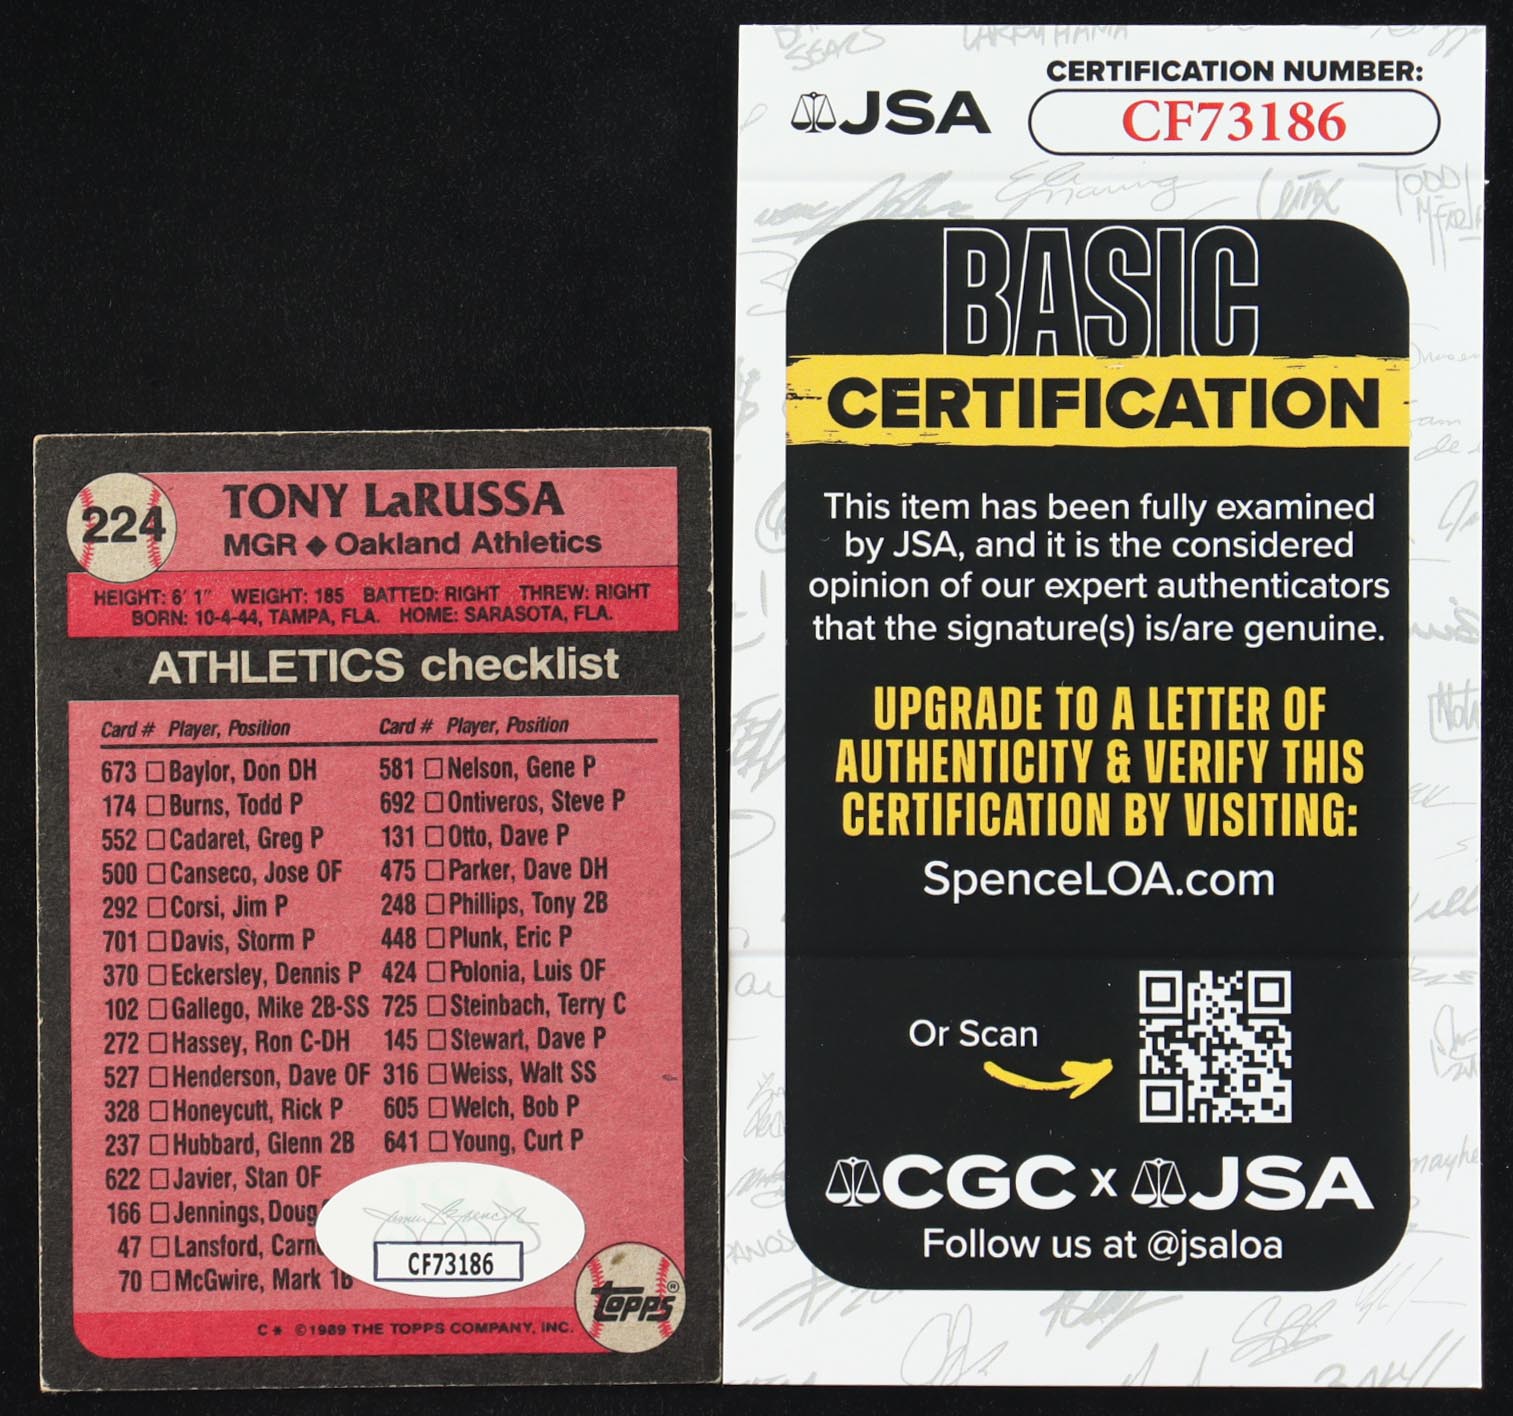 224
TONY LaRUSSA
MGR ◆ Oakland Athletics
HEIGHT: 6' 1" WEIGHT: 185 BATTED: RIGHT THREW: RIGHT
BORN: 10-4-44, TAMPA, FLA. HOME: SARASOTA, FLA.
ATHLETICS checklist
Card # Player, Position
673 □ Baylor, Don DH
174 □ Burns, Todd P
552 □ Cadaret, Greg P
500 □ Canseco, Jose OF
292 □ Corsi, Jim P
701 □ Davis, Storm P
370 □ Eckersley, Dennis P
102 □ Gallego, Mike 2B-SS
272 □ Hassey, Ron C-DH
527 □ Henderson, Dave OF
328 □ Honeycutt, Rick P
237 □ Hubbard, Glenn 2B
622 □ Javier, Stan OF
166 □ Jennings, Doug
47 □ Lansford, Carn
70 □ McGwire, Mark 1B
Card # Player, Position
581 □ Nelson, Gene P
692 □ Ontiveros, Steve P
131 □ Otto, Dave P
475 □ Parker, Dave DH
248 □ Phillips, Tony 2B
448 □ Plunk, Eric P
424 □ Polonia, Luis OF
725 □ Steinbach, Terry C
145 □ Stewart, Dave P
316 □ Weiss, Walt SS
605 □ Welch, Bob P
641 □ Young, Curt P
CF73186
topps®
C* ©1989 THE TOPPS COMPANY, INC.
JSA
CERTIFICATION NUMBER:
CF73186
BASIC
CERTIFICATION
This item has been fully examined
by JSA, and it is the considered
opinion of our expert authenticators
that the signature(s) is/are genuine.
UPGRADE TO A LETTER OF
AUTHENTICITY & VERIFY THIS
CERTIFICATION BY VISITING:
SpenceLOA.com
Or Scan
CGC x JSA
Follow us at @jsaloa